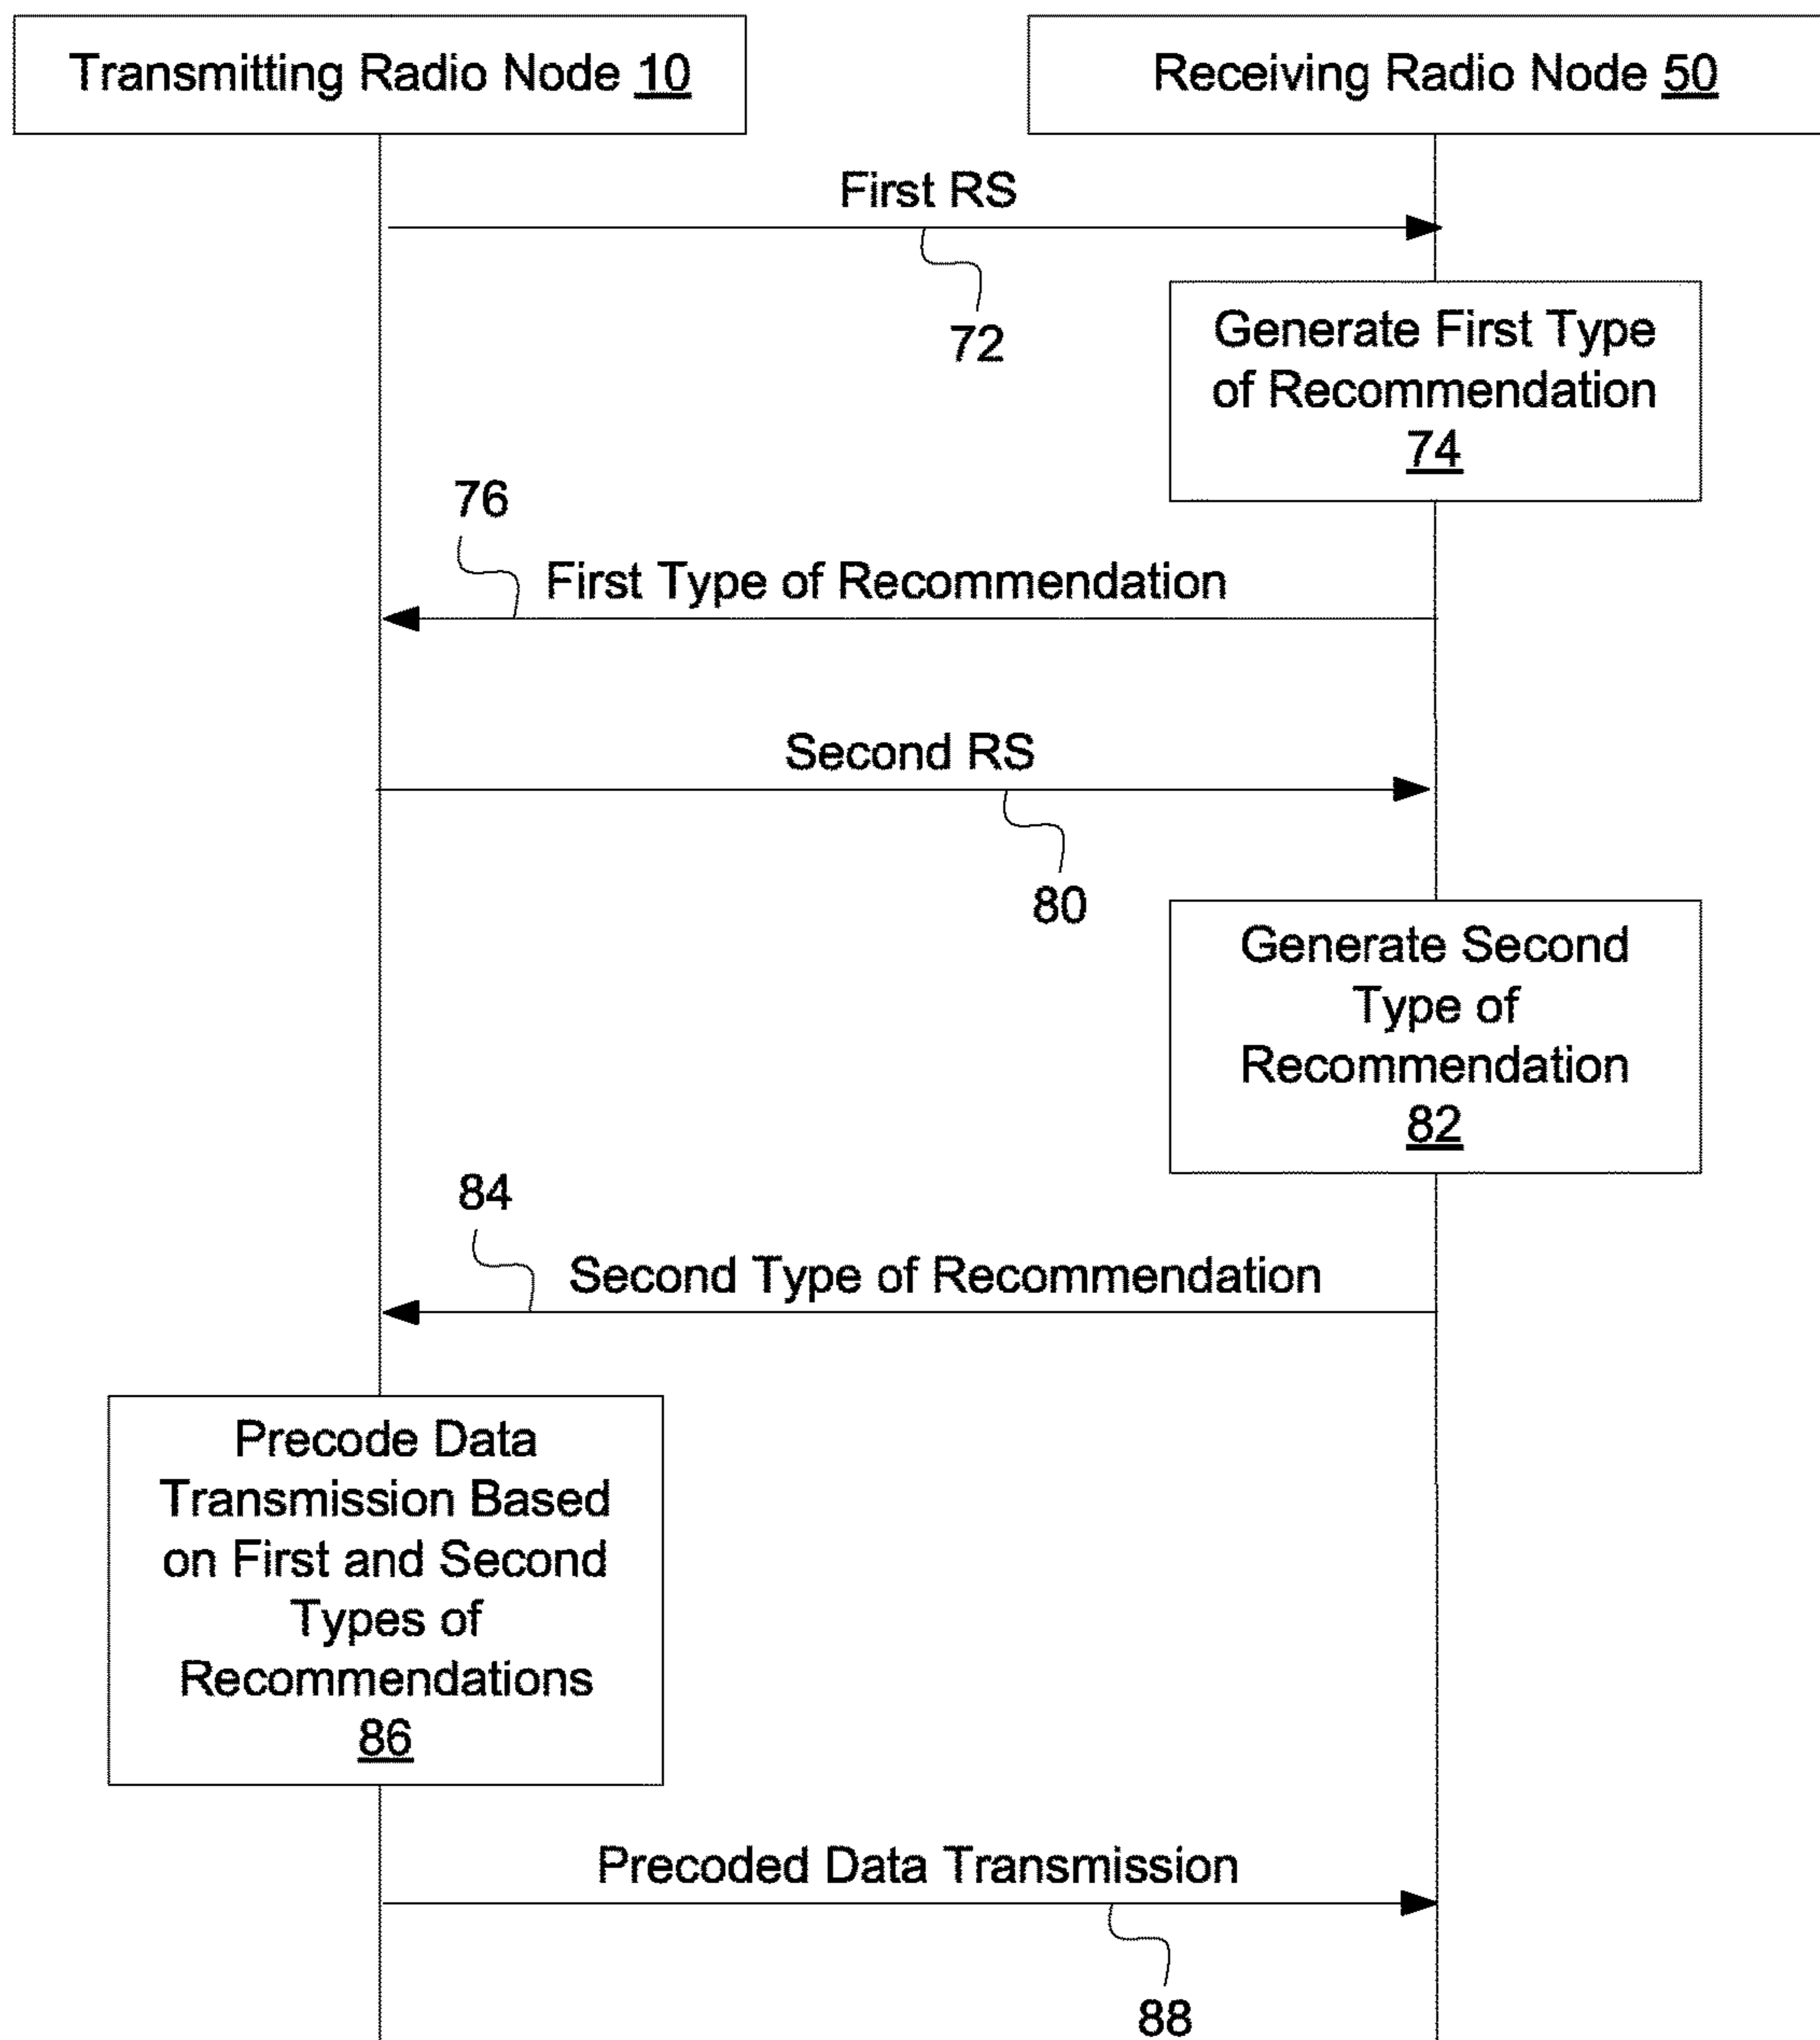 Transmitting Radio Node 10
Receiving Radio Node 50
First RS
72
Generate First Type
of Recommendation
74
76
First Type of Recommendation
Second RS
80
Generate Second
Type of
Recommendation
82
84
Second Type of Recommendation
Precode Data
Transmission Based
on First and Second
Types of
Recommendations
86
Precoded Data Transmission
88